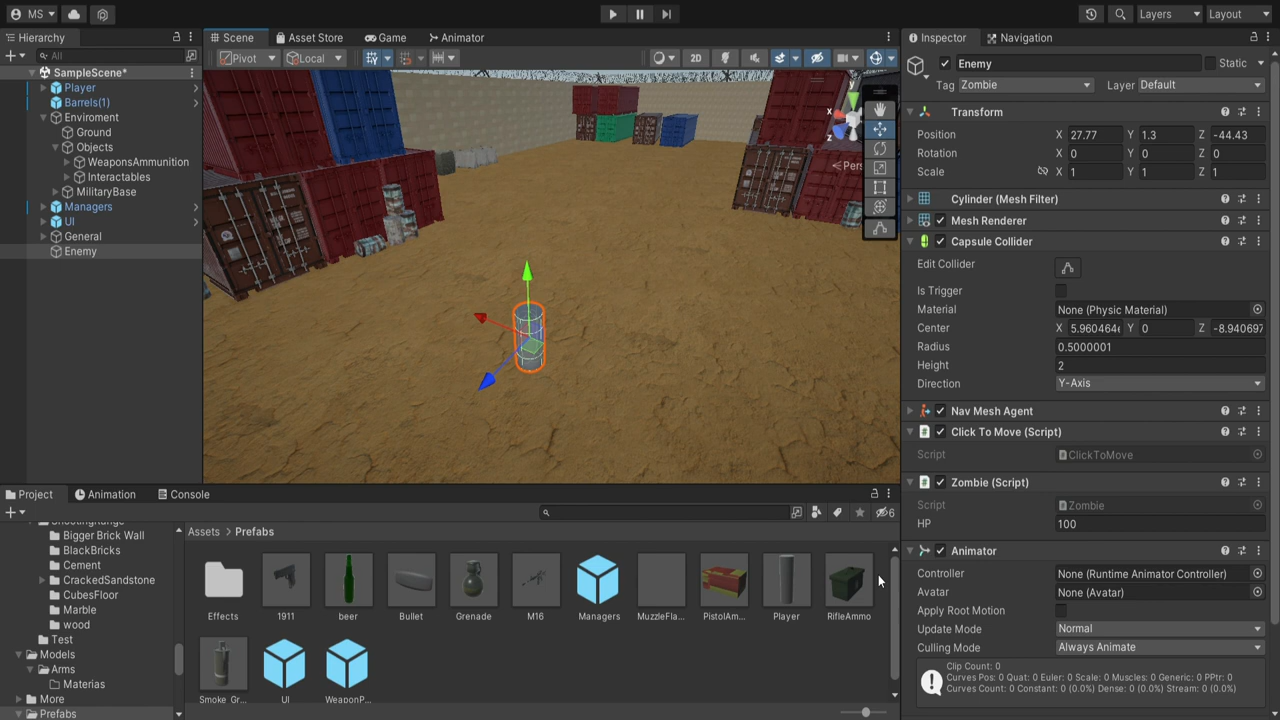 MS
Layers
Layout
Hierarchy
All
SampleScene*
Player
Barrels(1)
Enviroment
Ground
Objects
WeaponsAmmunition
Interactables
MilitaryBase
Managers
UI
General
Enemy
Scene
Asset Store
Game
Animator
Pivot
Local
2D
y
x
z
Pers
Inspector
Navigation
Enemy
Static
Tag Zombie
Layer Default
Transform
Position X 27.77 Y 1.3 Z -44.43
Rotation X 0 Y 0 Z 0
Scale X 1 Y 1 Z 1
Cylinder (Mesh Filter)
Mesh Renderer
Capsule Collider
Edit Collider
Is Trigger
Material None (Physic Material)
Center X 5.960464 Y 0 Z -8.940697
Radius 0.5000001
Height 2
Direction Y-Axis
Nav Mesh Agent
Click To Move (Script)
Script ClickToMove
Zombie (Script)
Script Zombie
HP 100
Animator
Controller None (Runtime Animator Controller)
Avatar None (Avatar)
Apply Root Motion
Update Mode Normal
Culling Mode Always Animate
Clip Count: 0
Curves Pos: 0 Quat: 0 Euler: 0 Scale: 0 Muscles: 0 Generic: 0 PPtr: 0
Curves Count: 0 Constant: 0 (0.0%) Dense: 0 (0.0%) Stream: 0 (0.0%)
Project
Animation
Console
6
ShootingRange
Bigger Brick Wall
BlackBricks
Cement
CrackedSandstone
CubesFloor
Marble
wood
Test
Models
Arms
Materias
More
Prefabs
Assets > Prefabs
Effects
1911
beer
Bullet
Grenade
M16
Managers
MuzzleFla...
PistolAm...
Player
RifleAmmo
Smoke_Gr...
UI
WeaponP...